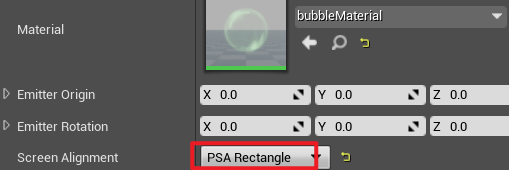 Material
bubbleMaterial
Emitter Origin X 0.0 Y 0.0 Z 0.0
Emitter Rotation X 0.0 Y 0.0 Z 0.0
Screen Alignment PSA Rectangle